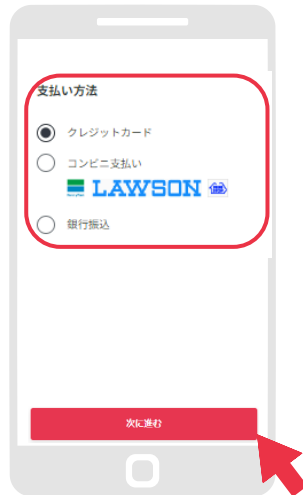 支払い方法
クレジットカード
コンビニ支払い
LAWSON
銀行振込
次に進む